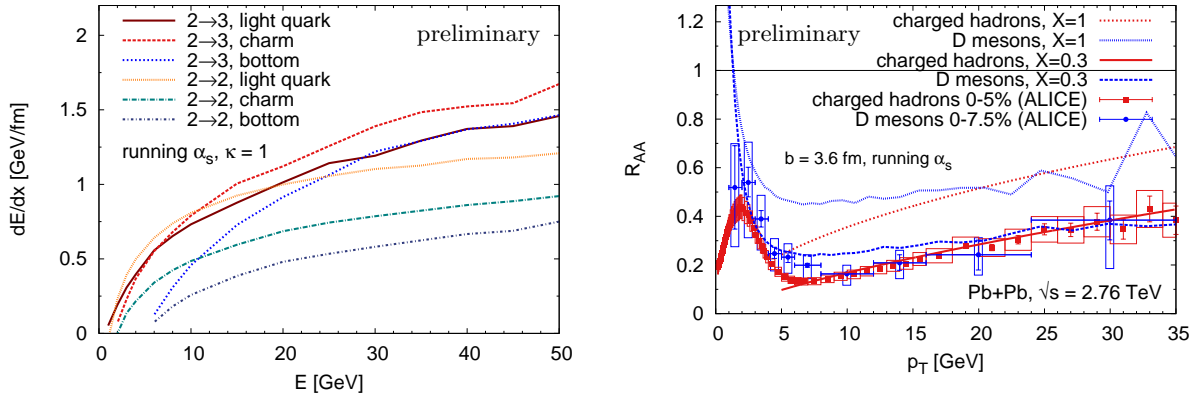 2→3, light quark
2→3, charm
2→3, bottom
2→2, light quark
2→2, charm
2→2, bottom
preliminary
running αs, κ = 1
dE/dx [GeV/fm]
2
1.5
1
0.5
0
0 10 20 30 40 50
E [GeV]
preliminary
charged hadrons, X=1
D mesons, X=1
charged hadrons, X=0.3
D mesons, X=0.3
charged hadrons 0-5% (ALICE)
D mesons 0-7.5% (ALICE)
b = 3.6 fm, running αs
Pb+Pb, √s = 2.76 TeV
RAA
1.2
1
0.8
0.6
0.4
0.2
0
0 5 10 15 20 25 30 35
pT [GeV]